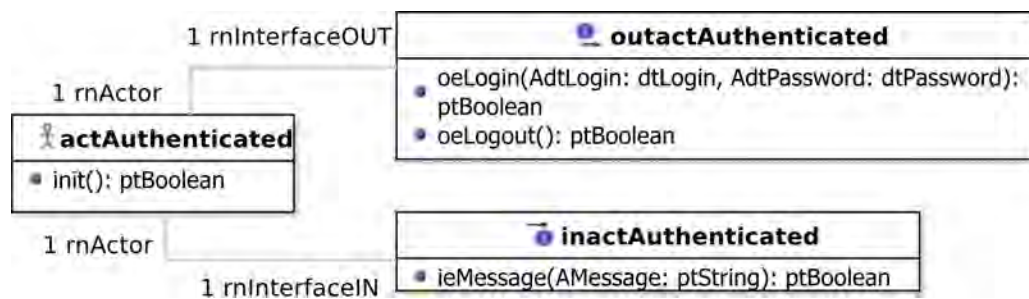 1 rnInterfaceOUT
outactAuthenticated
oeLogin(AdtLogin: dtLogin, AdtPassword: dtPassword):
ptBoolean
oeLogout(): ptBoolean
1 rnActor
actAuthenticated
init(): ptBoolean
1 rnActor
1 rnInterfaceIN
inactAuthenticated
ieMessage(AMessage: ptString): ptBoolean